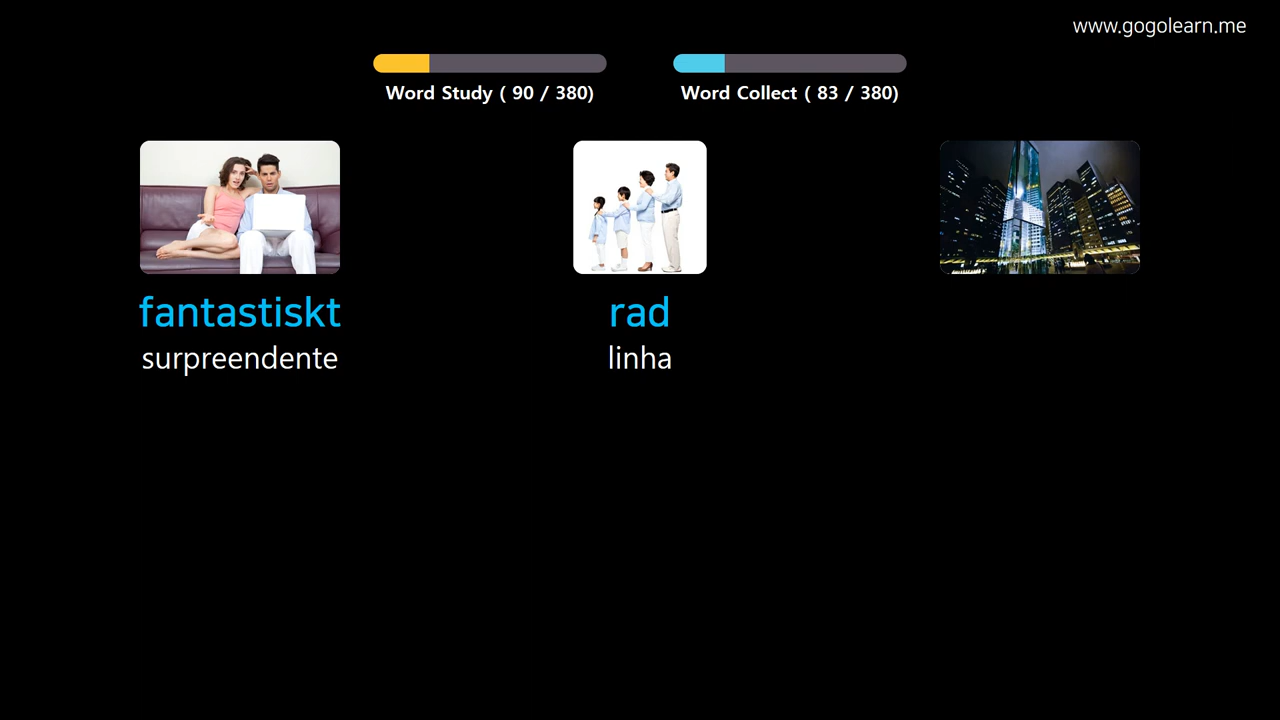 www.gogolearn.me
Word Study ( 90 / 380)
Word Collect ( 83 / 380)
fantastiskt
rad
surpreendente
linha